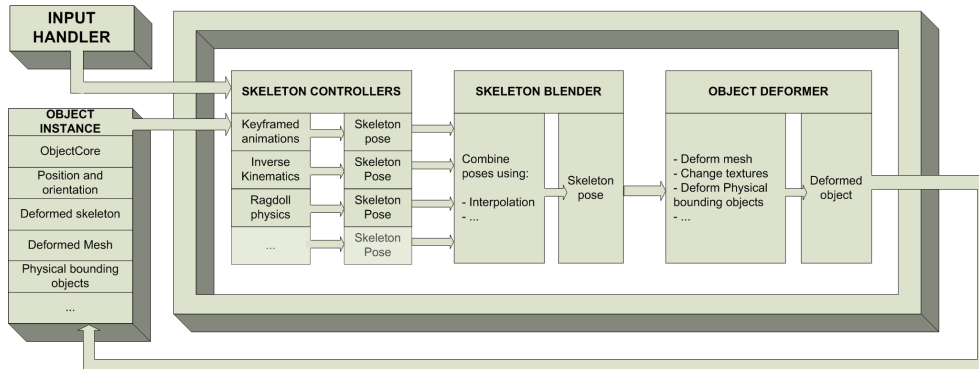 INPUT
HANDLER
OBJECT
INSTANCE
ObjectCore
Position and
orientation
Deformed skeleton
Deformed Mesh
Physical bounding
objects
...
SKELETON CONTROLLERS
Keyframed
animations
Skeleton
pose
Inverse
Kinematics
Skeleton
Pose
Ragdoll
physics
Skeleton
Pose
...
Skeleton
Pose
SKELETON BLENDER
Combine
poses using:
- Interpolation
- ...
Skeleton
pose
OBJECT DEFORMER
- Deform mesh
- Change textures
- Deform Physical
bounding objects
- ...
Deformed
object